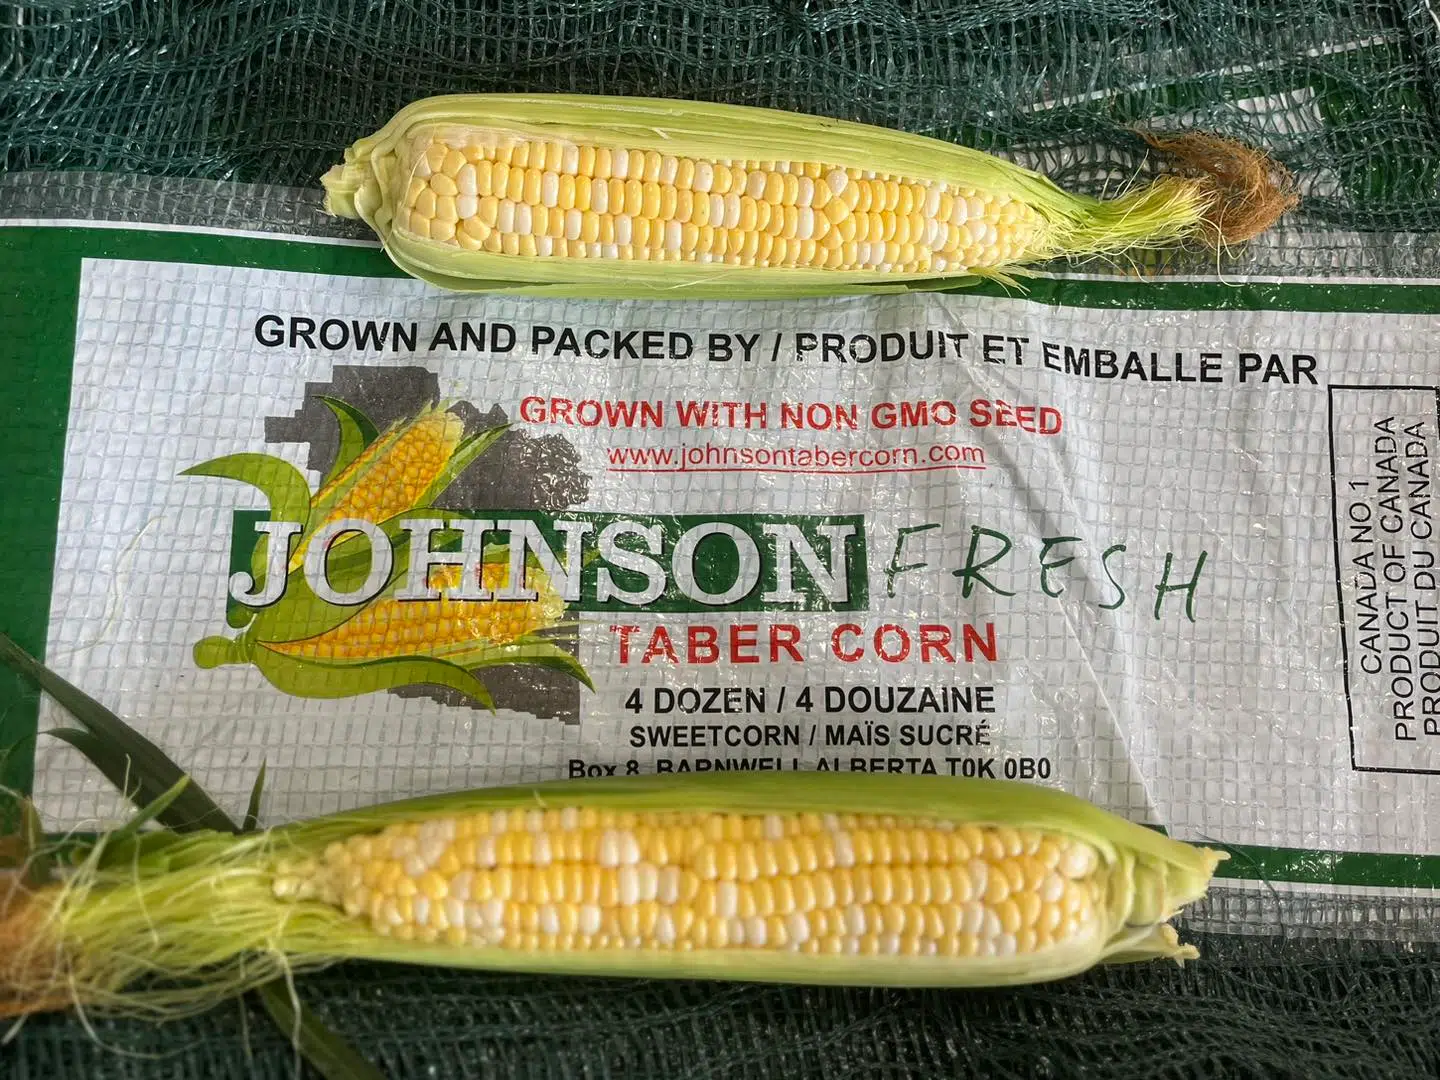 GROWN AND PACKED BY / PRODUIT ET EMBALLE PAR
GROWN WITH NON GMO SEED
www.johnsontabercorn.com
JOHNSON FRESH
TABER CORN
4 DOZEN / 4 DOUZAINE
SWEETCORN / MAÏS SUCRÉ
Box 8, BARNWELL ALBERTA T0K 0B0
CANADA NO 1
PRODUCT OF CANADA
PRODUIT DU CANADA